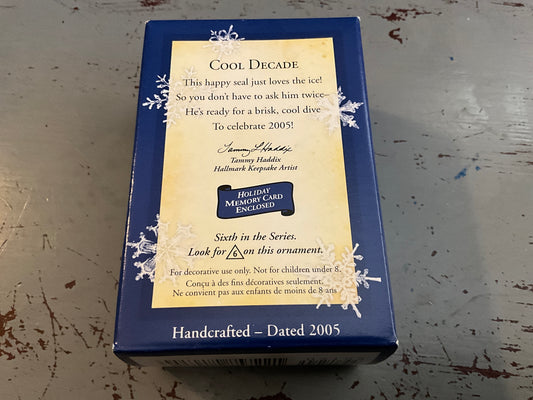 COOL DECADE
This happy seal just loves the ice!
So you don't have to ask him twice–
He's ready for a brisk, cool dive
To celebrate 2005!
Tammy L Haddix
Tammy Haddix
Hallmark Keepsake Artist
HOLIDAY
MEMORY CARD
ENCLOSED
Sixth in the Series.
Look for 6 on this ornament.
For decorative use only. Not for children under 8.
Conçu à des fins décoratives seulement.
Ne convient pas aux enfants de moins de 8 ans
Handcrafted – Dated 2005